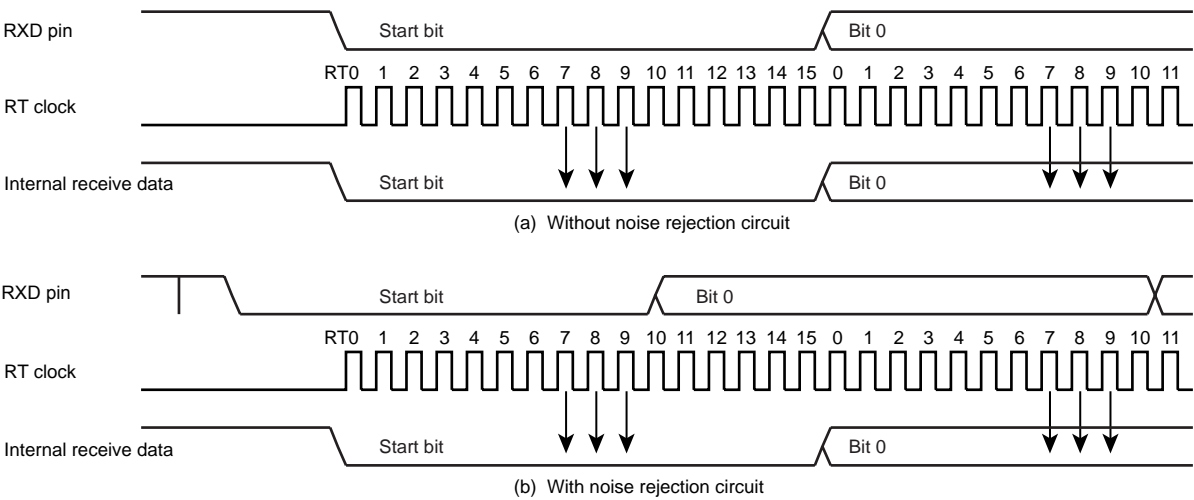 RXD pin Start bit Bit 0
RT0 1 2 3 4 5 6 7 8 9 10 11 12 13 14 15 0 1 2 3 4 5 6 7 8 9 10 11
RT clock
Internal receive data Start bit Bit 0
(a) Without noise rejection circuit
RXD pin Start bit Bit 0
RT0 1 2 3 4 5 6 7 8 9 10 11 12 13 14 15 0 1 2 3 4 5 6 7 8 9 10 11
RT clock
Internal receive data Start bit Bit 0
(b) With noise rejection circuit